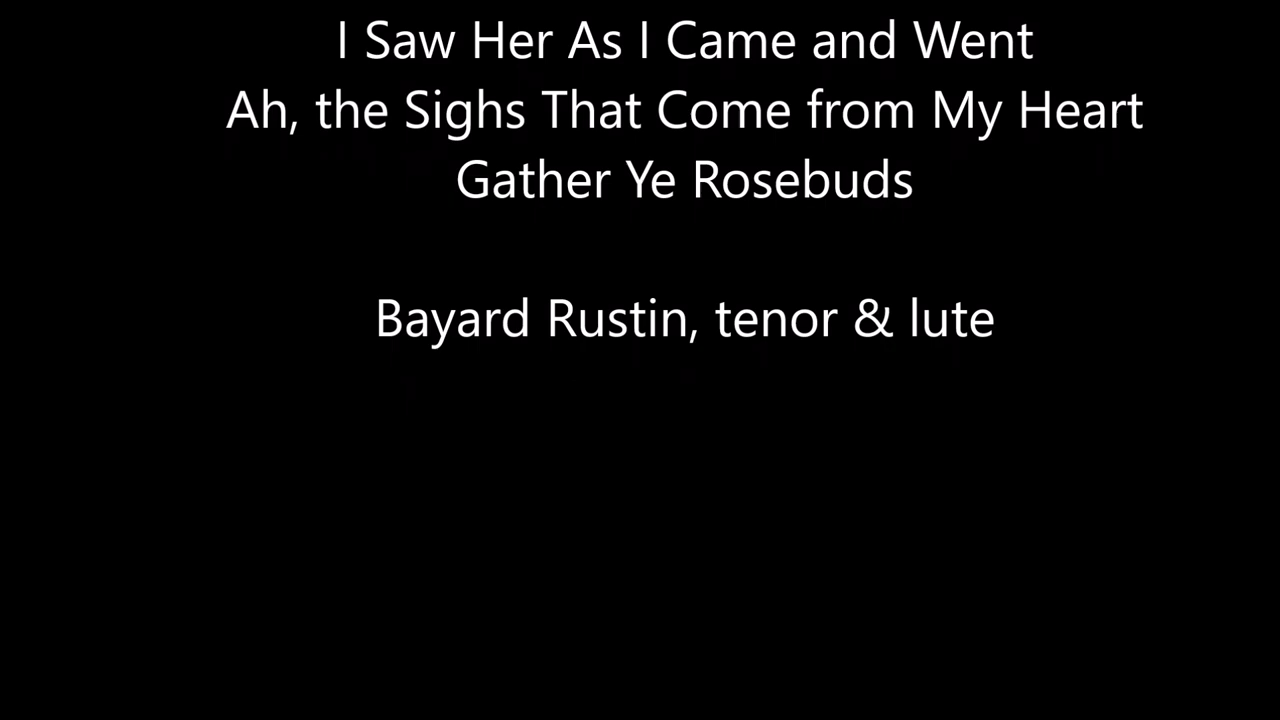 I Saw Her As I Came and Went
Ah, the Sighs That Come from My Heart
Gather Ye Rosebuds
Bayard Rustin, tenor & lute